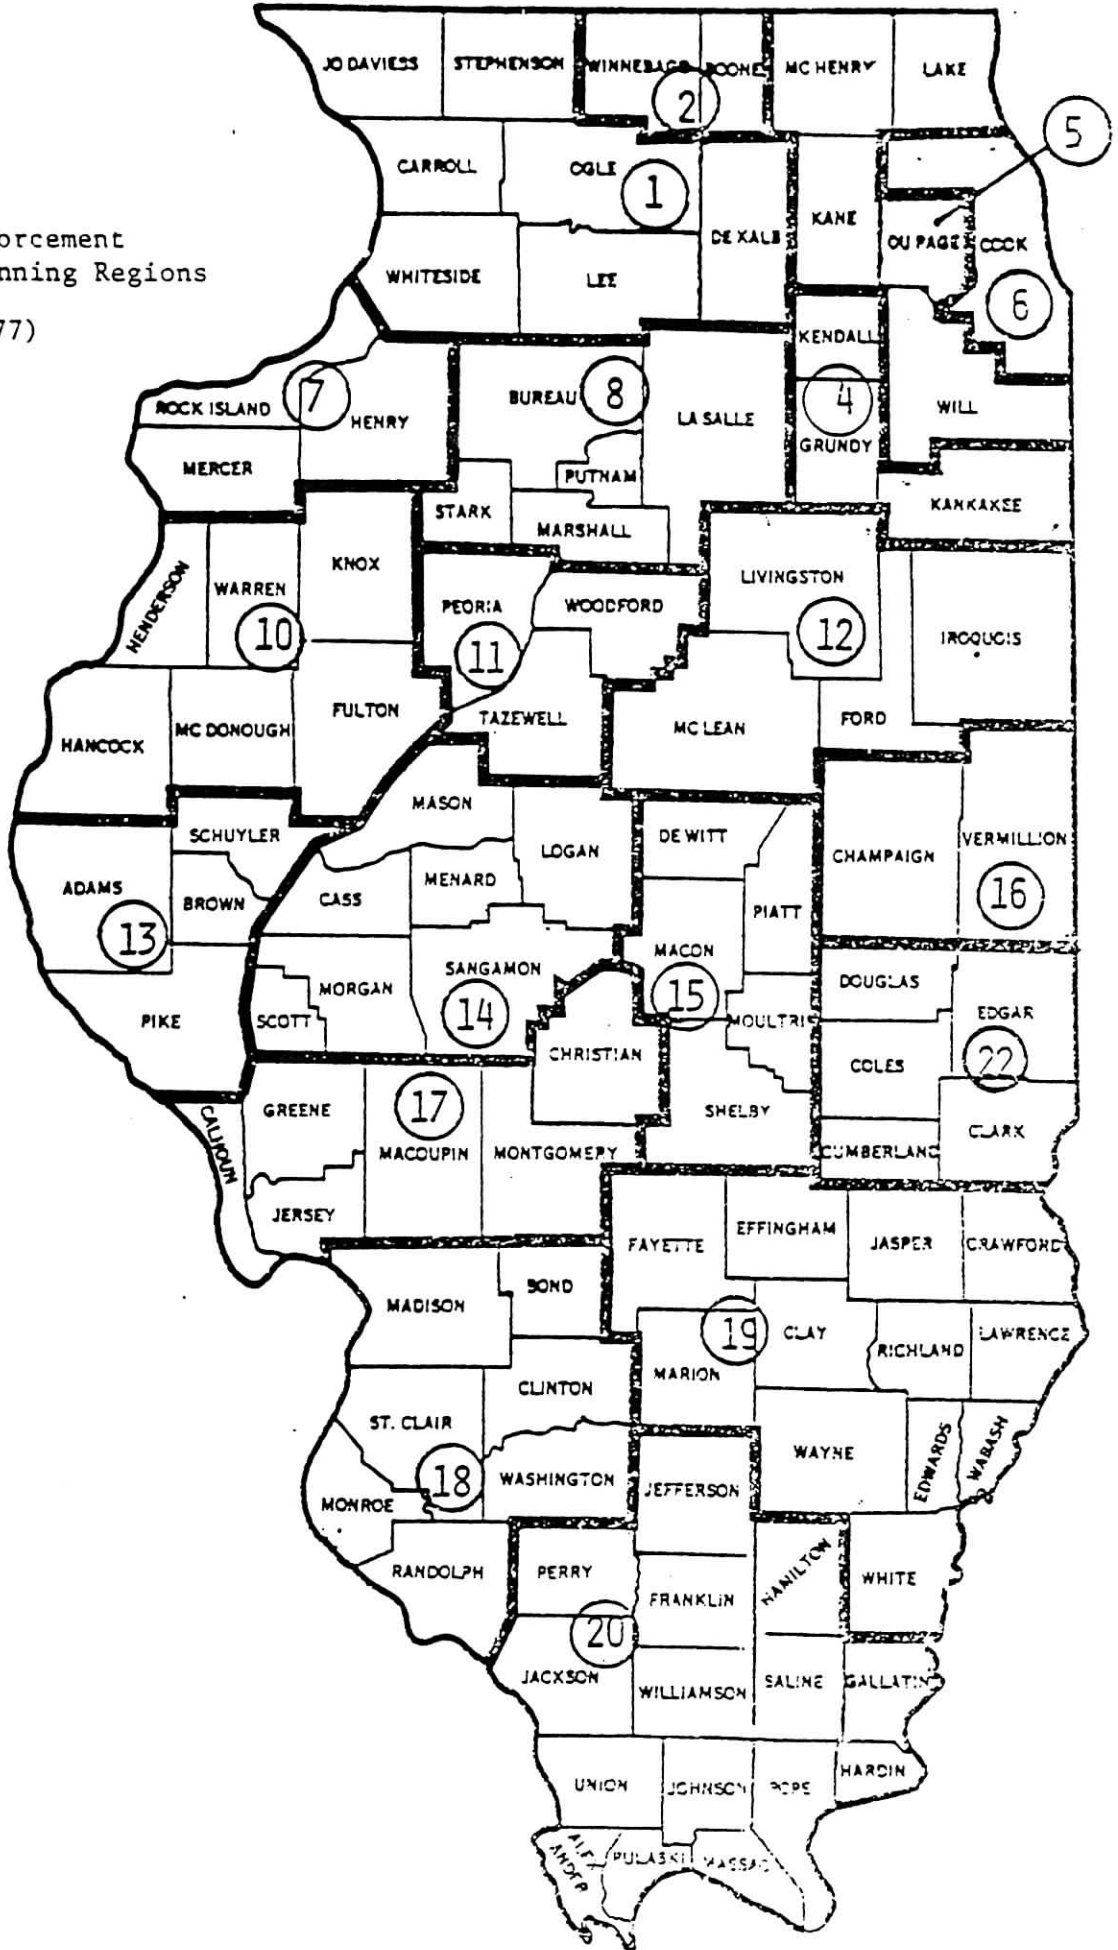 orcement
nning Regions
77)
JO DAVIESS
STEPHENSON
WINNEBAGO
BOONE
MC HENRY
LAKE
2
5
CARROLL
OGLE
1
DE KALB
KANE
DU PAGE
COOK
WHITESIDE
LEE
6
KENDALL
7
BUREAU
8
LA SALLE
4
WILL
ROCK ISLAND
HENRY
GRUNDY
MERCER
PUTNAM
STARK
MARSHALL
KANKAKEE
HENDERSON
WARREN
KNOX
PEORIA
WOODFORD
LIVINGSTON
10
11
12
IROQUOIS
HANCOCK
MC DONOUGH
FULTON
TAZEWELL
MC LEAN
FORD
MASON
SCHUYLER
LOGAN
DE WITT
CHAMPAIGN
VERMILLION
ADAMS
BROWN
CASS
MENARD
PIATT
16
13
MACON
SANGAMON
MORGAN
DOUGLAS
PIKE
SCOTT
14
15
MOULTRIE
EDGAR
CHRISTIAN
COLES
22
GREENE
17
SHELBY
CALHOUN
MACOUPIN
MONTGOMERY
CUMBERLAND
CLARK
JERSEY
FAYETTE
EFFINGHAM
JASPER
CRAWFORD
MADISON
BOND
19
CLAY
RICHLAND
LAWRENCE
CLINTON
MARION
ST. CLAIR
WAYNE
EDWARDS
WABASH
18
WASHINGTON
JEFFERSON
MONROE
RANDOLPH
PERRY
FRANKLIN
HAMILTON
WHITE
20
JACKSON
WILLIAMSON
SALINE
GALLATIN
UNION
JOHNSON
POPE
HARDIN
ALEX-
ANDER
PULASKI
MASSAC